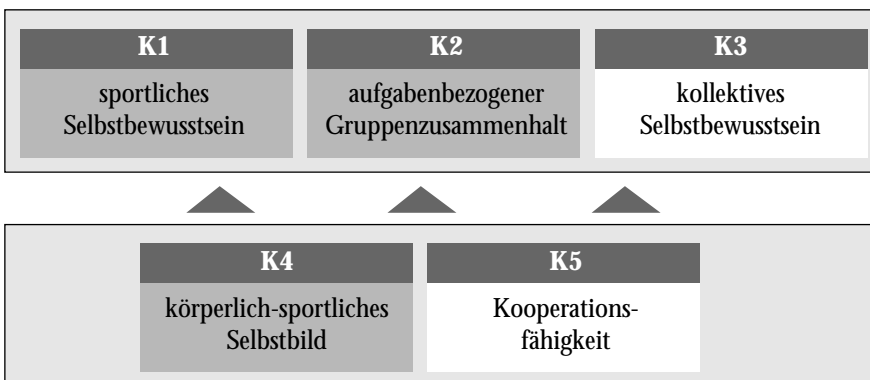 K1
K2
K3
sportliches
Selbstbewusstsein
aufgabenbezogener
Gruppenzusammenhalt
kollektives
Selbstbewusstsein
K4
K5
körperlich-sportliches
Selbstbild
Kooperations-
fähigkeit